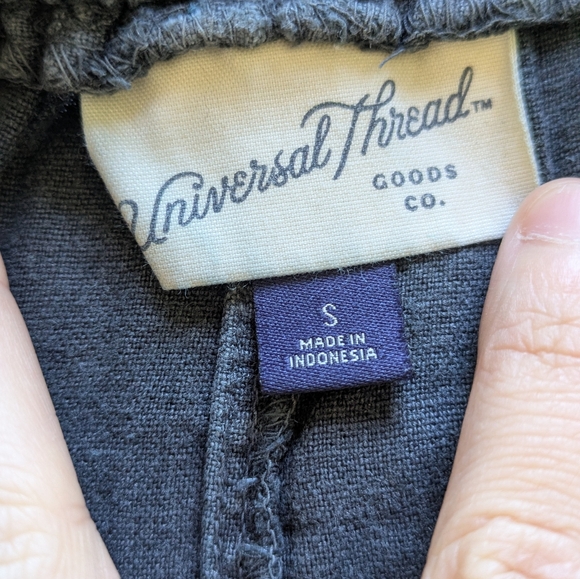 Universal Thread™
GOODS
CO.
S
MADE IN
INDONESIA